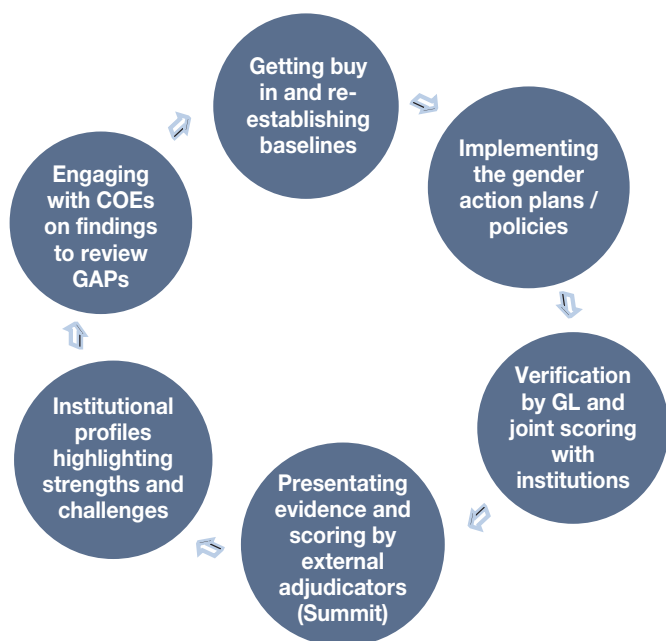 Getting buy
in and re-
establishing
baselines
Implementing
the gender
action plans /
policies
Verification
by GL and
joint scoring
with
institutions
Presentating
evidence and
scoring by
external
adjudicators
(Summit)
Institutional
profiles
highlighting
strengths and
challenges
Engaging
with COEs
on findings
to review
GAPs